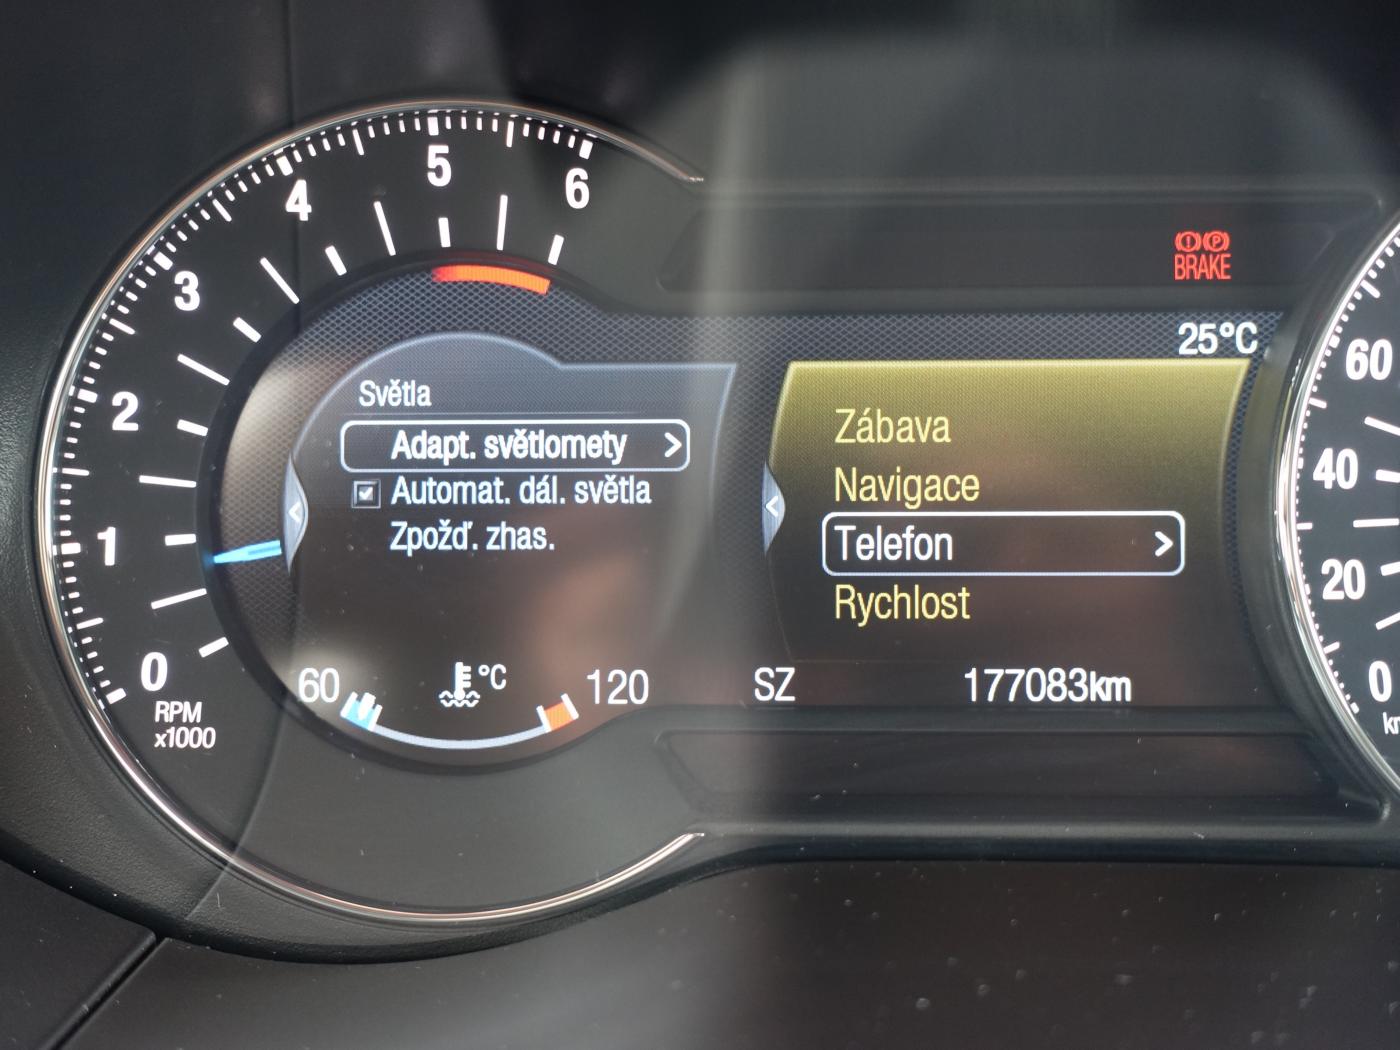 5
4
6
3
2
1
0
RPM
x1000
BRAKE
25°C
Světla
Adapt. světlomety
Automat. dál. světla
Zpožď. zhas.
60
°C
120
Zábava
Navigace
Telefon
Rychlost
SZ
177083km
60
40
20
0